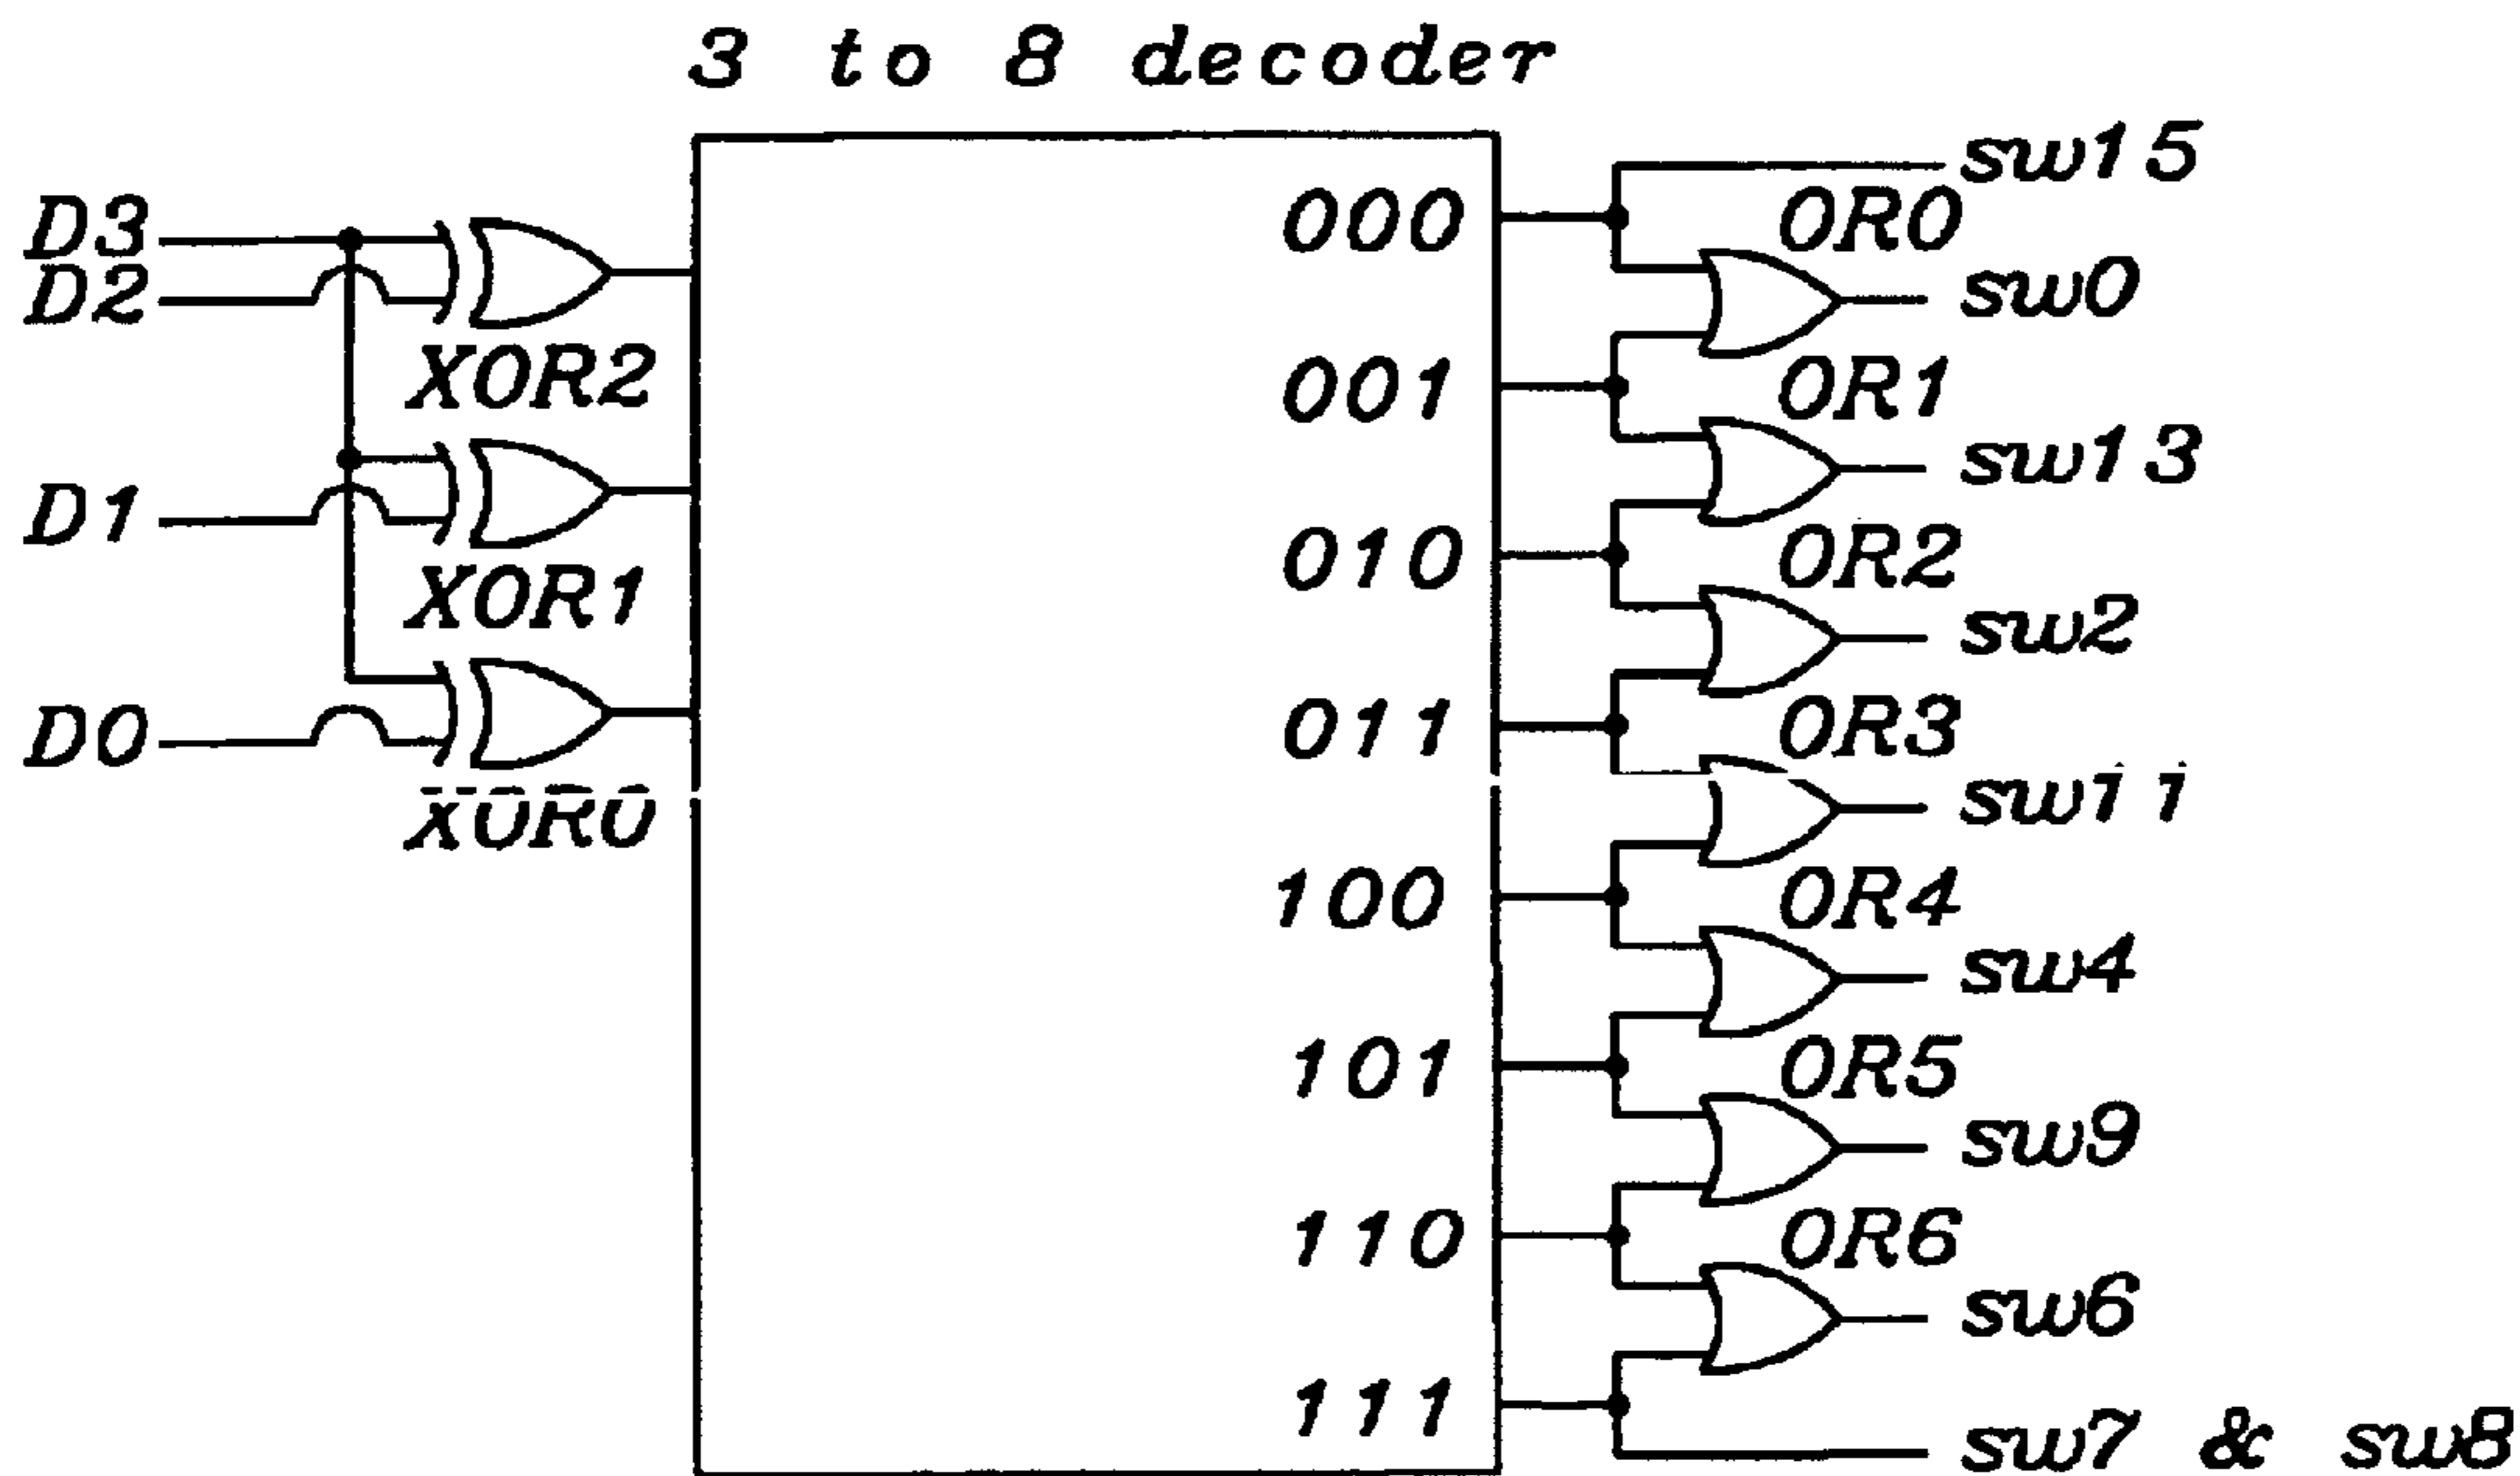 3 to 8 decoder
D3
D2
XOR2
D1
XOR1
D0
XOR0
000
001
010
011
100
101
110
111
sw15
OR0
sw0
OR1
sw13
OR2
sw2
OR3
sw11
OR4
sw4
OR5
sw9
OR6
sw6
sw7 & sw8